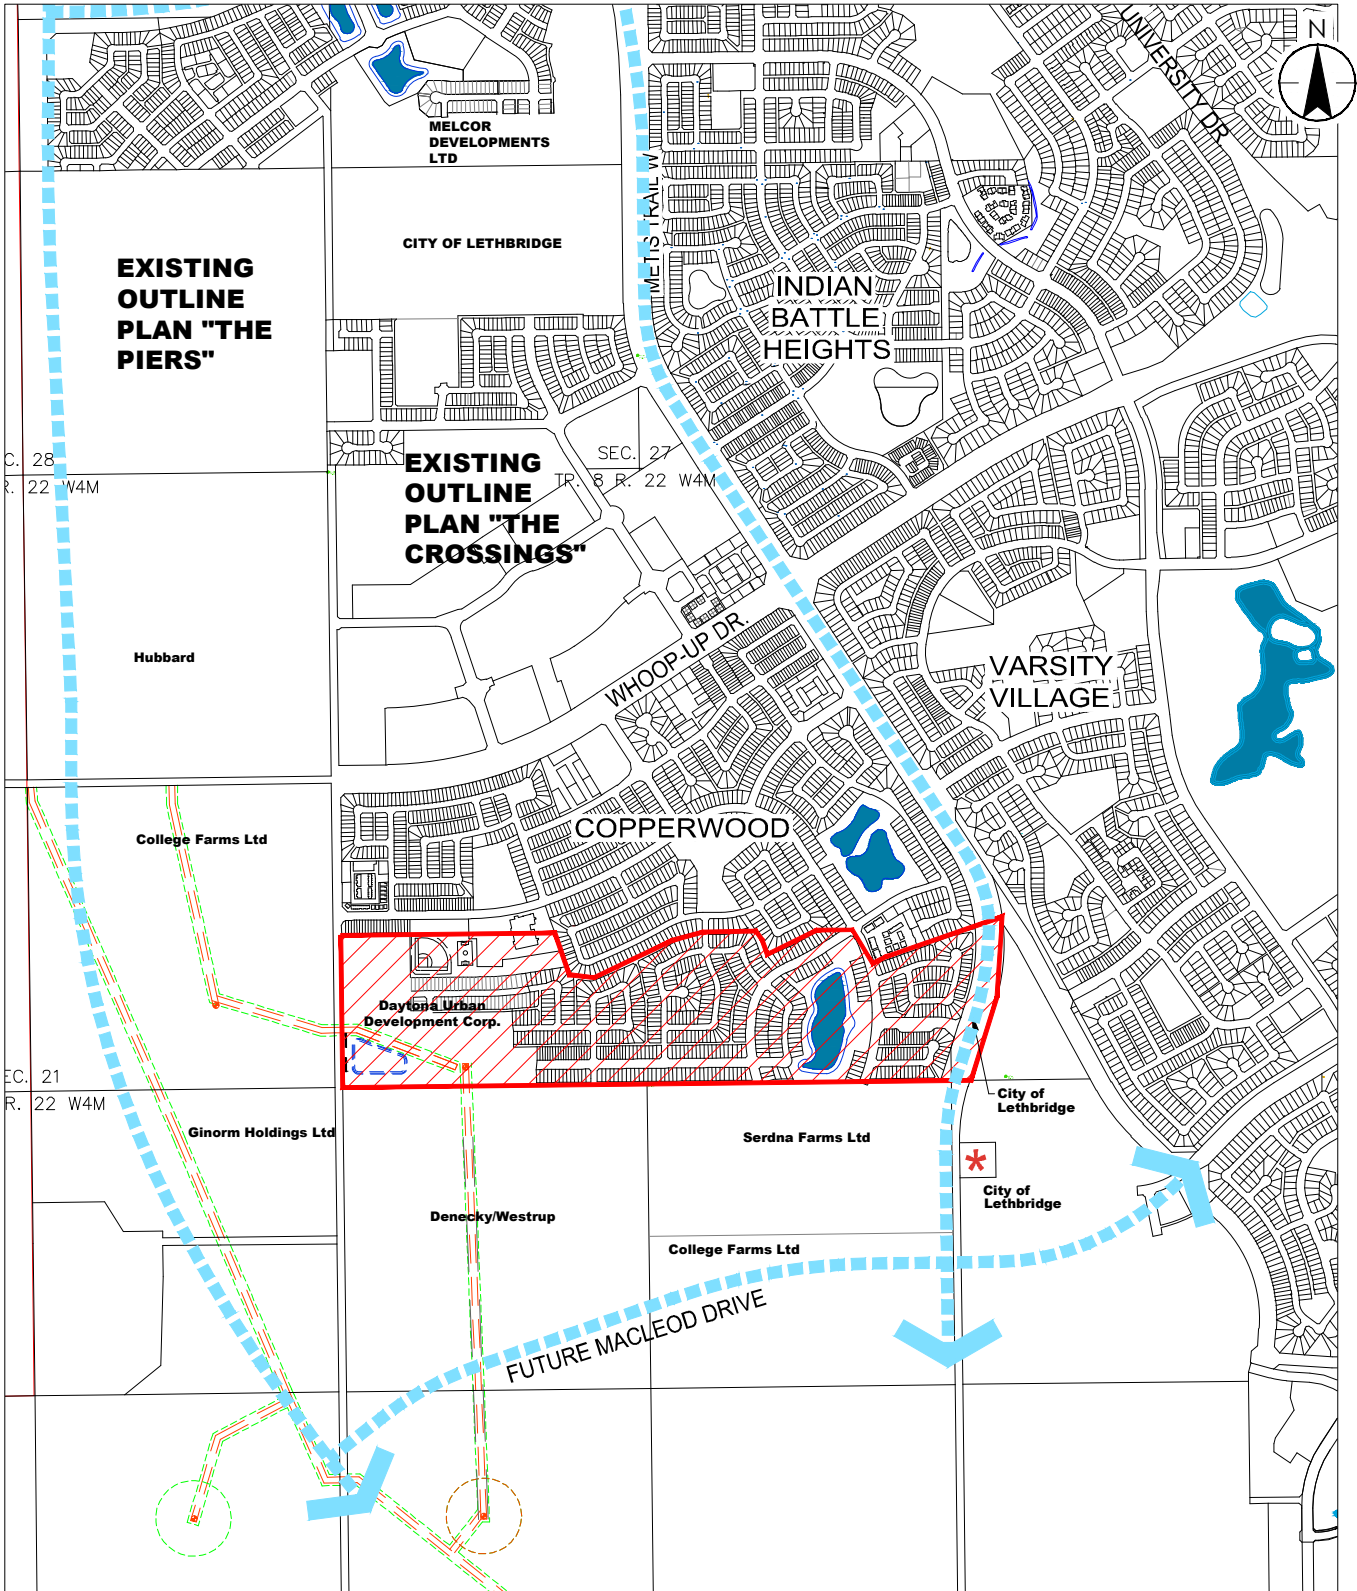 N
UNIVERSITY DR
MELCOR
DEVELOPMENTS
LTD
METIS TRAIL W
CITY OF LETHBRIDGE
EXISTING
OUTLINE
PLAN "THE
PIERS"
INDIAN
BATTLE
HEIGHTS
C. 28
R. 22 W4M
EXISTING
OUTLINE
PLAN "THE
CROSSINGS"
SEC. 27
TP. 8 R. 22 W4M
Hubbard
WHOOP-UP DR.
VARSITY
VILLAGE
College Farms Ltd
COPPERWOOD
Daytona Urban
Development Corp.
EC. 21
R. 22 W4M
City of
Lethbridge
Ginorm Holdings Ltd
Serdna Farms Ltd
*
City of
Lethbridge
Denecky/Westrup
College Farms Ltd
FUTURE MACLEOD DRIVE